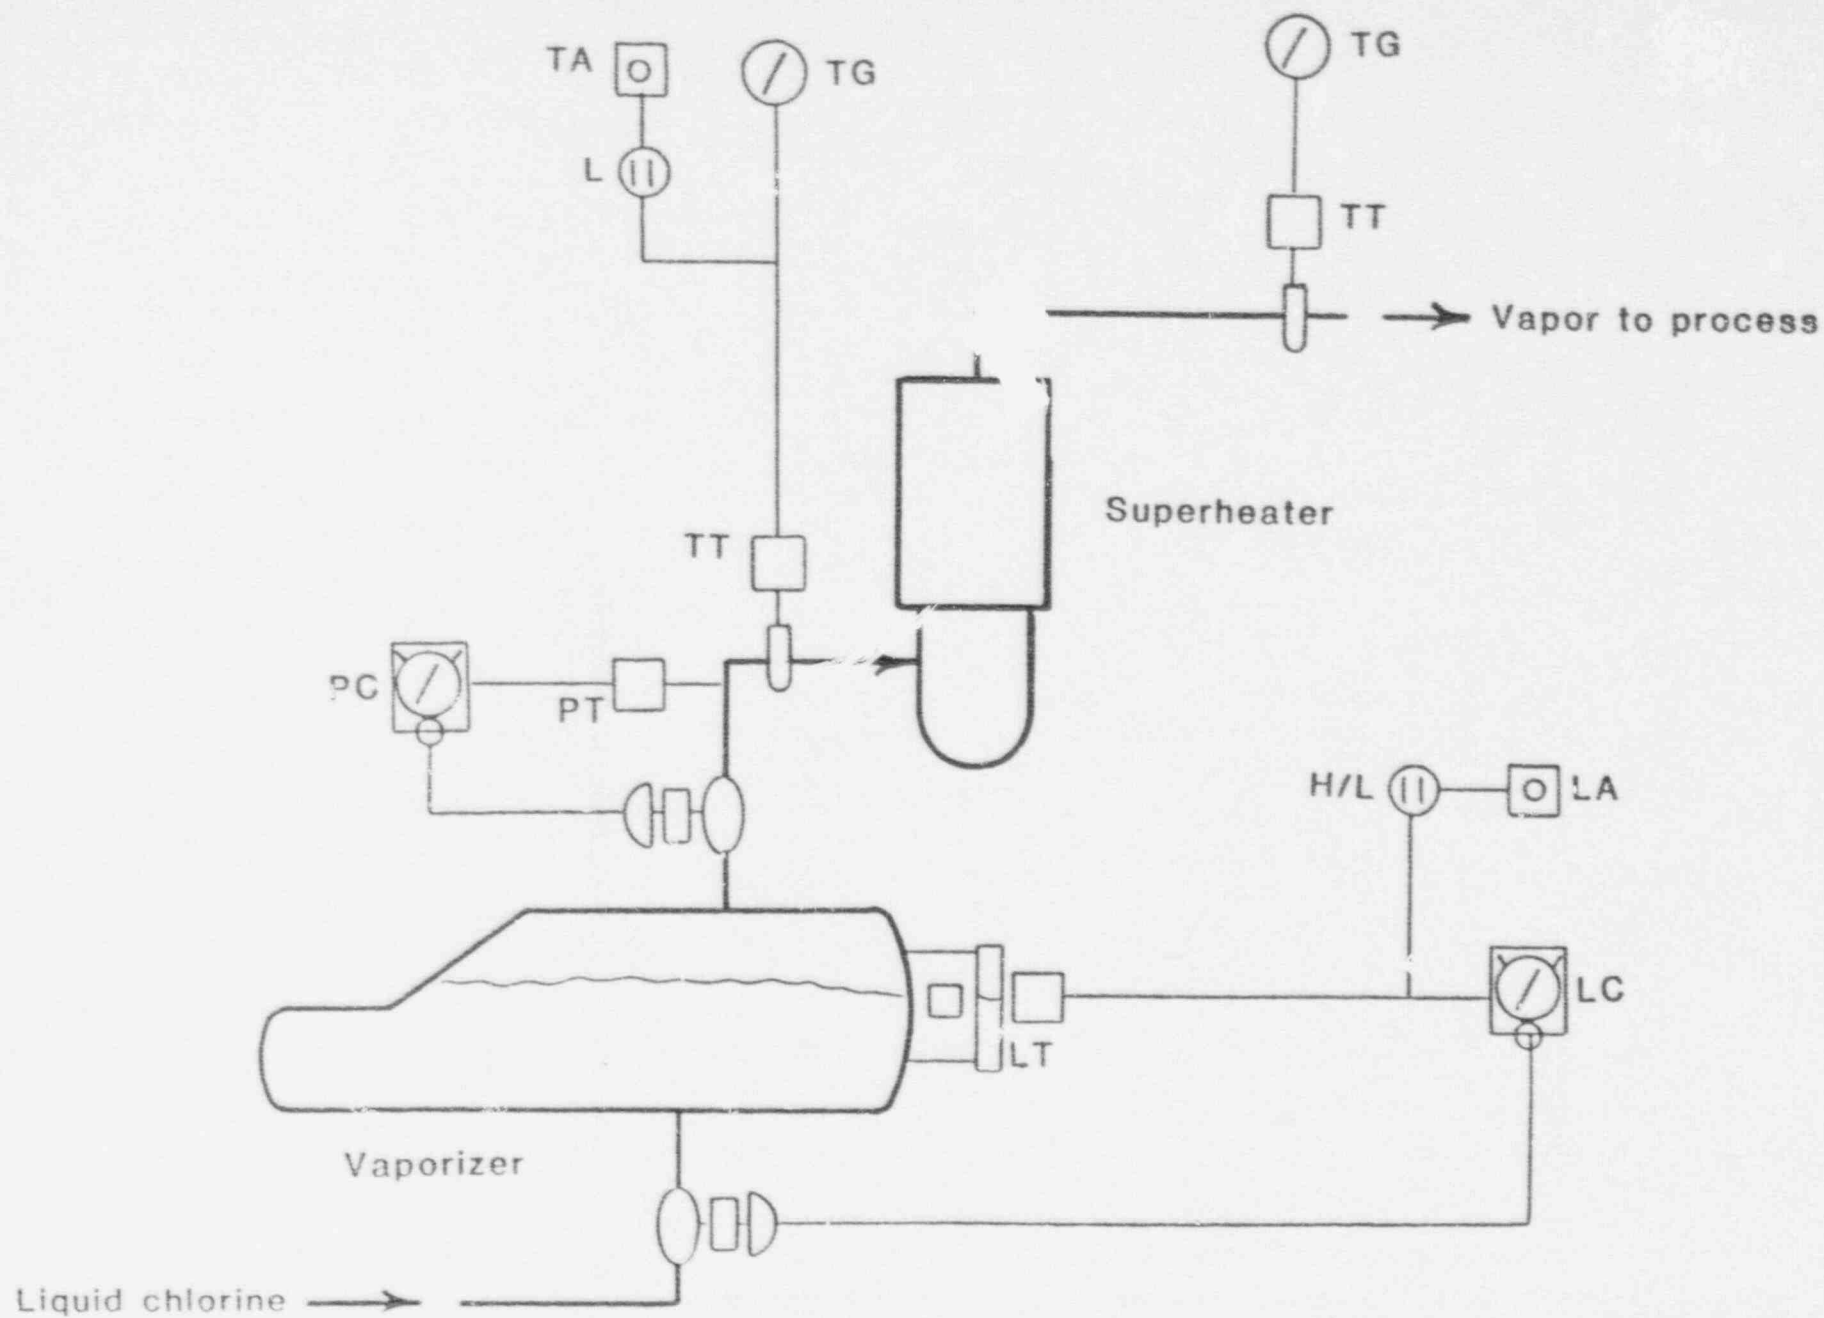 TA
TG
TG
L
TT
Vapor to process
Superheater
TT
PC
PT
H/L
LA
LC
LT
Vaporizer
Liquid chlorine